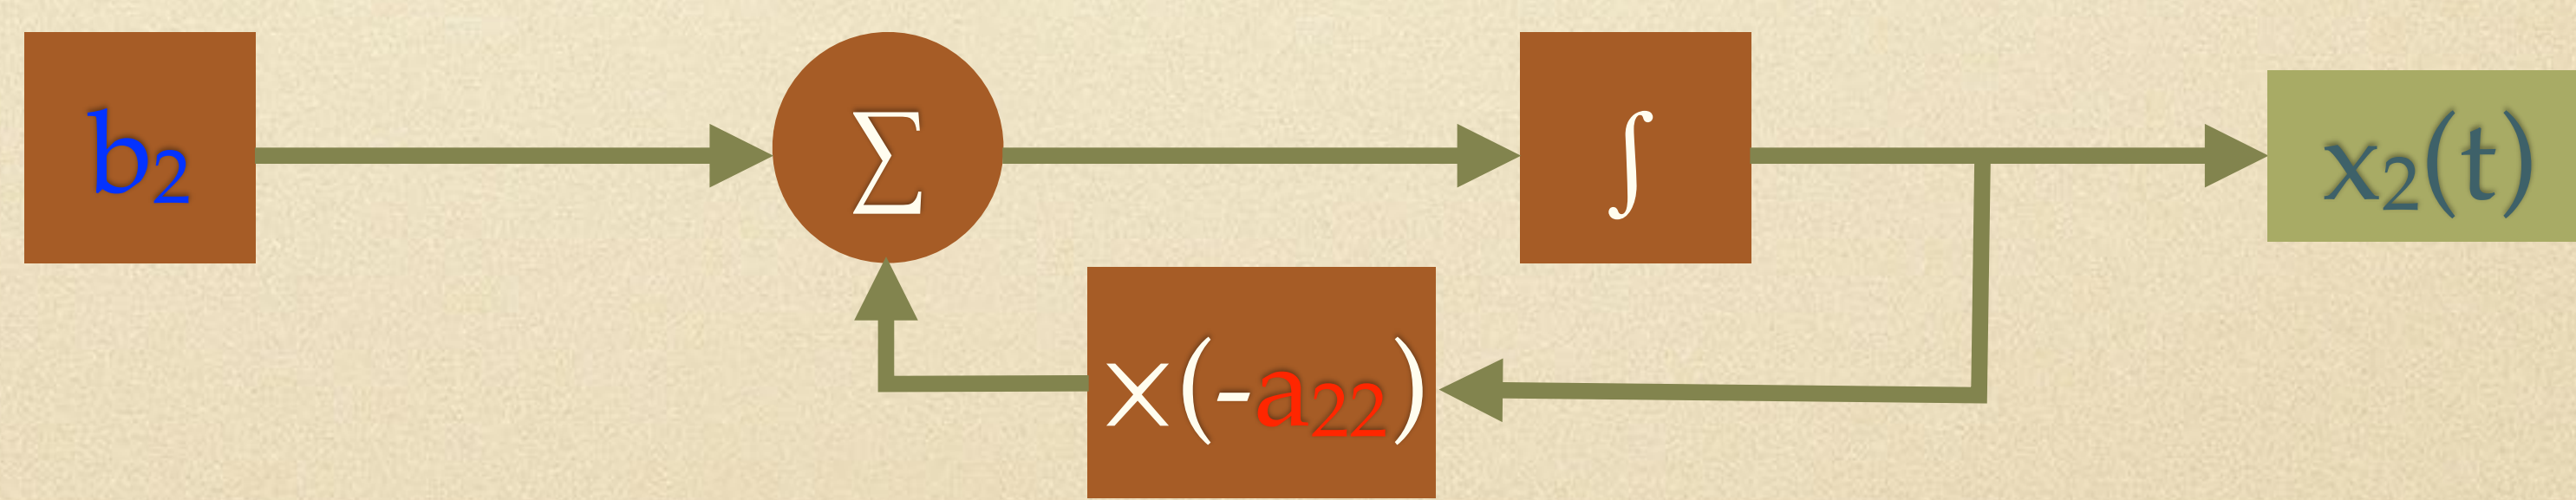 b₂
∑
∫
x₂(t)
×(-a₂₂)